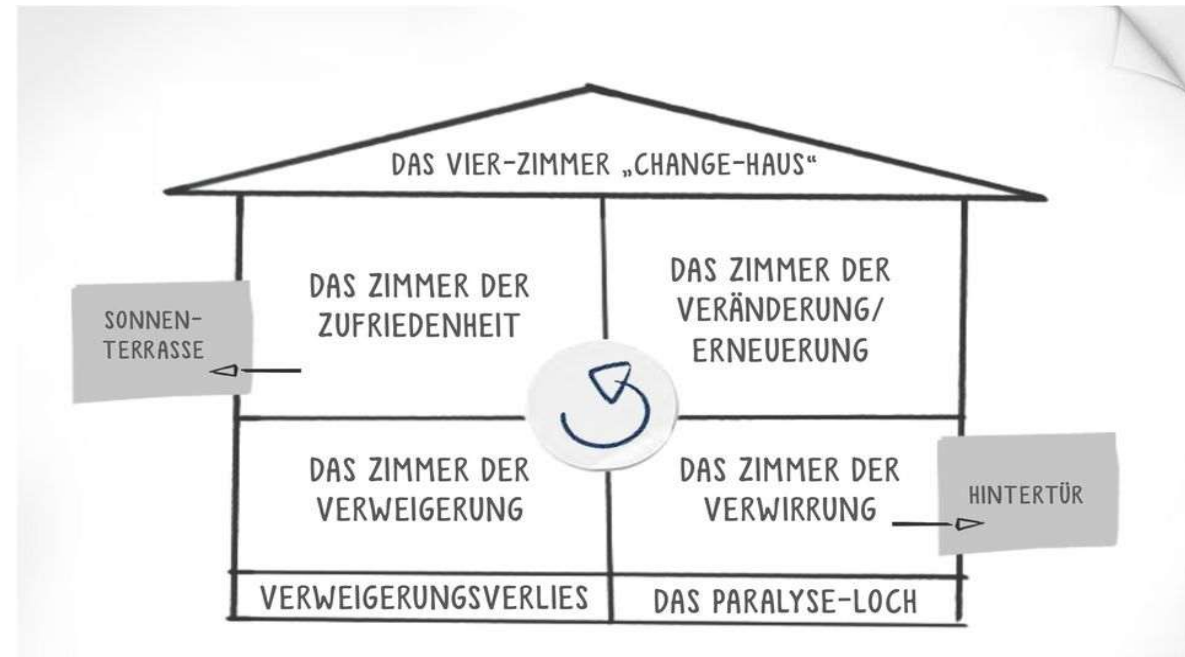 DAS VIER-ZIMMER „CHANGE-HAUS“
DAS ZIMMER DER
ZUFRIEDENHEIT
DAS ZIMMER DER
VERÄNDERUNG/
ERNEUERUNG
SONNEN-
TERRASSE
DAS ZIMMER DER
VERWEIGERUNG
DAS ZIMMER DER
VERWIRRUNG
HINTERTÜR
VERWEIGERUNGSVERLIES
DAS PARALYSE-LOCH